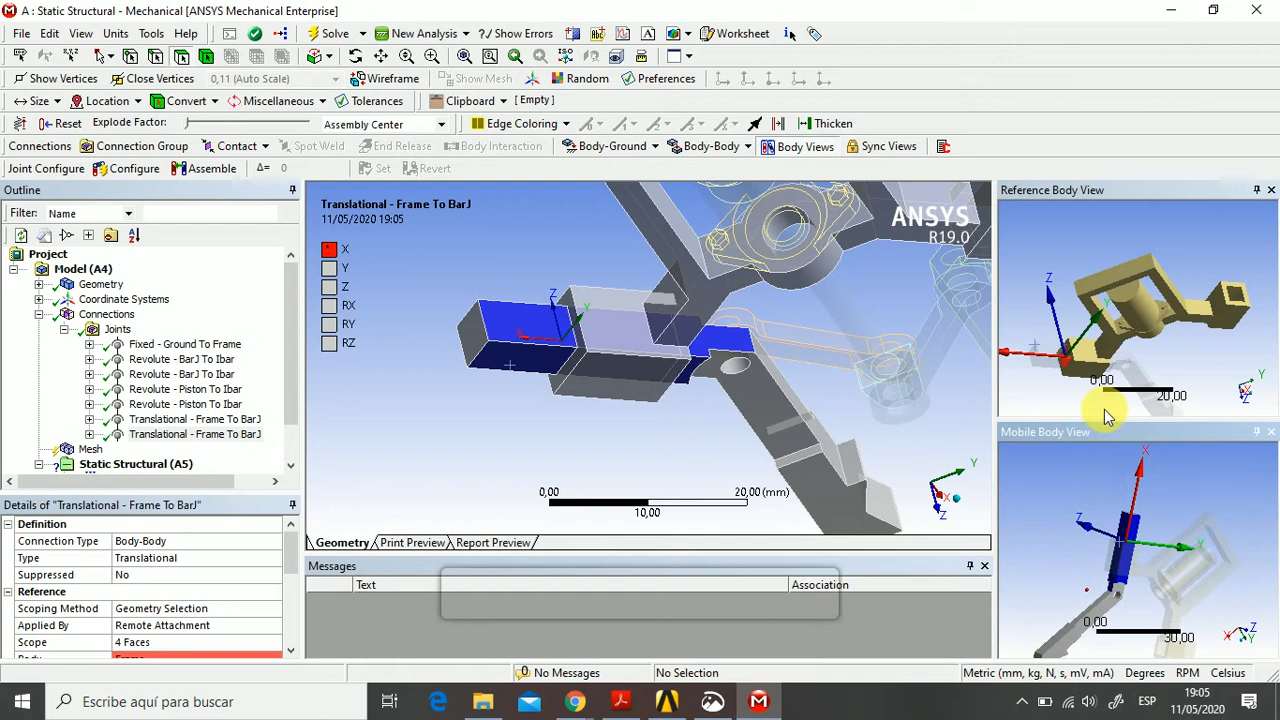 A : Static Structural - Mechanical [ANSYS Mechanical Enterprise]
File Edit View Units Tools Help Solve New Analysis Show Errors Worksheet
Show Vertices Close Vertices 0,11 (Auto Scale) Wireframe Show Mesh Random Preferences
Size Location Convert Miscellaneous Tolerances Clipboard [ Empty ]
Reset Explode Factor: Assembly Center Edge Coloring Thicken
Connections Connection Group Contact Spot Weld End Release Body Interaction Body-Ground Body-Body Body Views Sync Views
Joint Configure Configure Assemble Δ= 0 Set Revert
Outline
Filter: Name
Project
Model (A4)
Geometry
Coordinate Systems
Connections
Joints
Fixed - Ground To Frame
Revolute - BarJ To Ibar
Revolute - BarJ To Ibar
Revolute - Piston To Ibar
Revolute - Piston To Ibar
Translational - Frame To BarJ
Translational - Frame To BarJ
Mesh
Static Structural (A5)
Details of "Translational - Frame To BarJ"
Definition
Connection Type Body-Body
Type Translational
Suppressed No
Reference
Scoping Method Geometry Selection
Applied By Remote Attachment
Scope 4 Faces
Body Frame
Translational - Frame To BarJ
11/05/2020 19:05
X
Y
Z
RX
RY
RZ
ANSYS
R19.0
Z
Y
X
0,00 20,00 (mm)
10,00
Y
X
Z
Geometry Print Preview Report Preview
Messages
Text Association
Reference Body View
Z
Y
0,00
20,00
Mobile Body View
X
Z
Y
0,00
30,00
0 No Messages No Selection Metric (mm, kg, N, s, mV, mA) Degrees RPM Celsius
Escribe aquí para buscar
ESP
19:05
11/05/2020